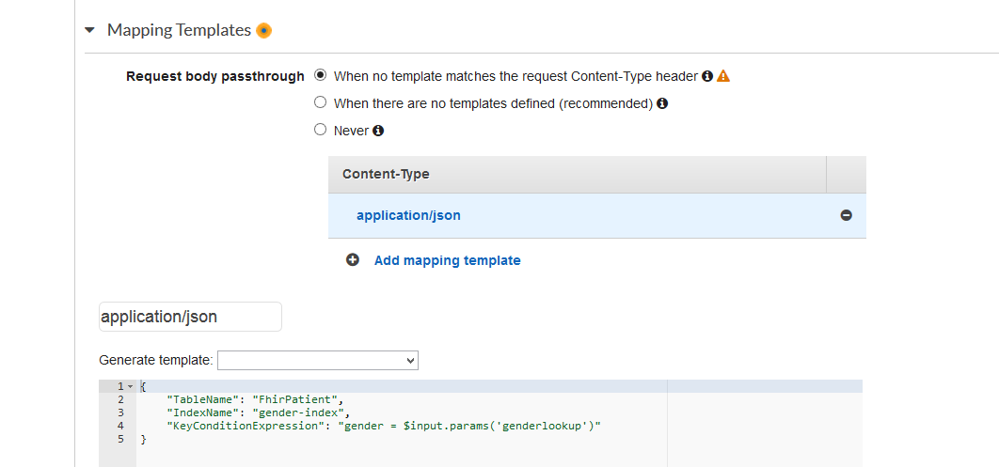 Mapping Templates
Request body passthrough
When no template matches the request Content-Type header
When there are no templates defined (recommended)
Never
Content-Type
application/json
Add mapping template
application/json
Generate template:
1 {
2 "TableName": "FhirPatient",
3 "IndexName": "gender-index",
4 "KeyConditionExpression": "gender = $input.params('genderlookup')"
5 }